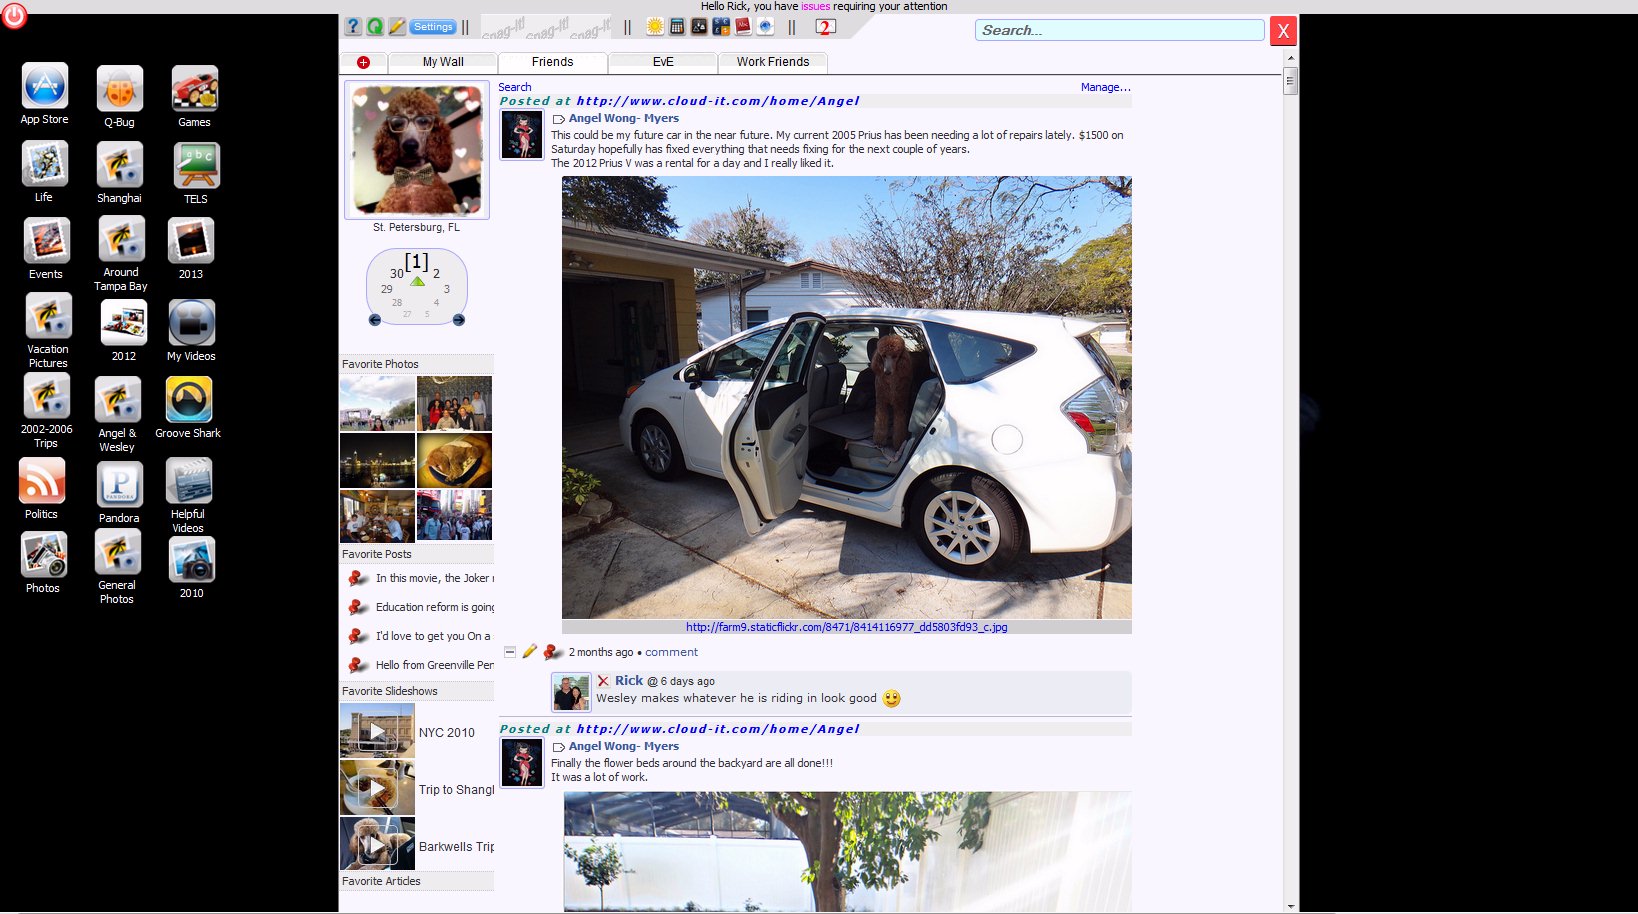 Hello Rick, you have issues requiring your attention
Settings || snag-it! snag-it! snag-it! || || 2
Search...
X
My Wall Friends EvE Work Friends
App Store
Q-Bug
Games
Life
Shanghai
TELS
Events
Around
Tampa Bay
2013
Vacation
Pictures
2012
My Videos
2002-2006
Trips
Angel &
Wesley
Groove Shark
Politics
Pandora
Helpful
Videos
Photos
General
Photos
2010
abc
P
PANDORA
St. Petersburg, FL
[1]
30 2
29 3
28 4
27 5
Favorite Photos
Favorite Posts
In this movie, the Joker
Education reform is going
I'd love to get you On a
Hello from Greenville Pen
Favorite Slideshows
NYC 2010
Trip to Shangl
Barkwells Trip
Favorite Articles
Search Manage...
Posted at http://www.cloud-it.com/home/Angel
Angel Wong- Myers
This could be my future car in the near future. My current 2005 Prius has been needing a lot of repairs lately. $1500 on
Saturday hopefully has fixed everything that needs fixing for the next couple of years.
The 2012 Prius V was a rental for a day and I really liked it.
http://farm9.staticflickr.com/8471/8414116977_dd5803fd93_c.jpg
2 months ago • comment
Rick @ 6 days ago
Wesley makes whatever he is riding in look good
Posted at http://www.cloud-it.com/home/Angel
Angel Wong- Myers
Finally the flower beds around the backyard are all done!!!
It was a lot of work.